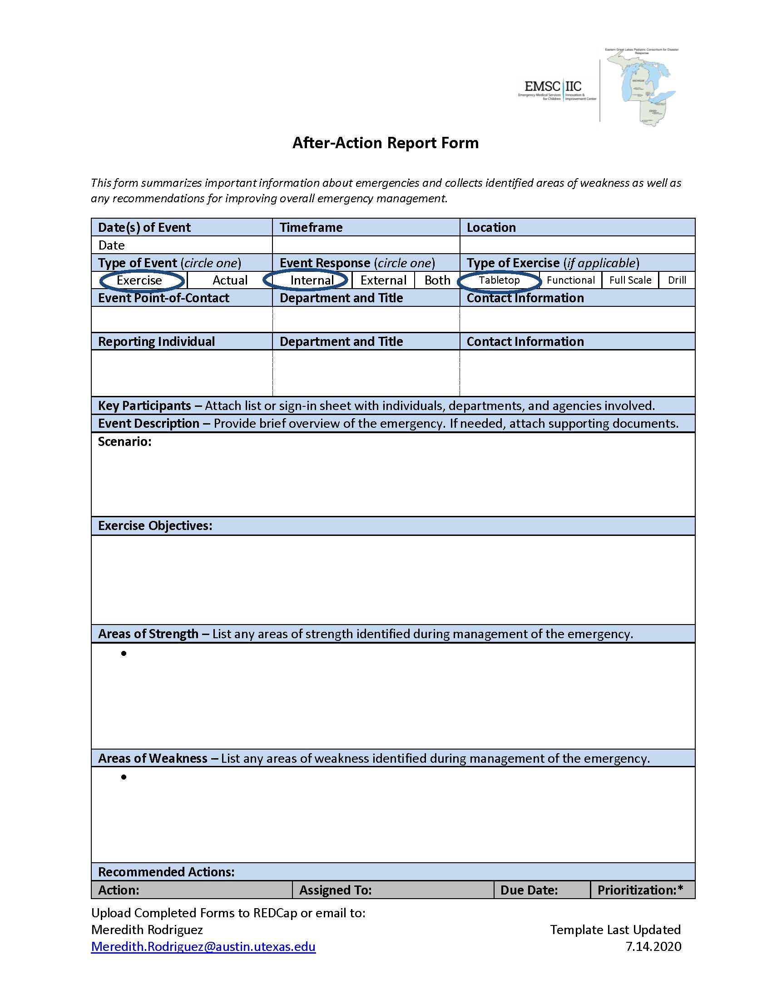 Eastern Great Lakes Pediatric Consortium for Disaster
Response
MICHIGAN
OHIO
EMSC IIC
Emergency Medical Services Innovation &
for Children Improvement Center
After-Action Report Form
This form summarizes important information about emergencies and collects identified areas of weakness as well as
any recommendations for improving overall emergency management.
Date(s) of Event Timeframe Location
Date
Type of Event (circle one) Event Response (circle one) Type of Exercise (if applicable)
Exercise Actual Internal External Both Tabletop Functional Full Scale Drill
Event Point-of-Contact Department and Title Contact Information
Reporting Individual Department and Title Contact Information
Key Participants – Attach list or sign-in sheet with individuals, departments, and agencies involved.
Event Description – Provide brief overview of the emergency. If needed, attach supporting documents.
Scenario:
Exercise Objectives:
Areas of Strength – List any areas of strength identified during management of the emergency.
•
Areas of Weakness – List any areas of weakness identified during management of the emergency.
•
Recommended Actions:
Action: Assigned To: Due Date: Prioritization:*
Upload Completed Forms to REDCap or email to:
Meredith Rodriguez Template Last Updated
Meredith.Rodriguez@austin.utexas.edu 7.14.2020